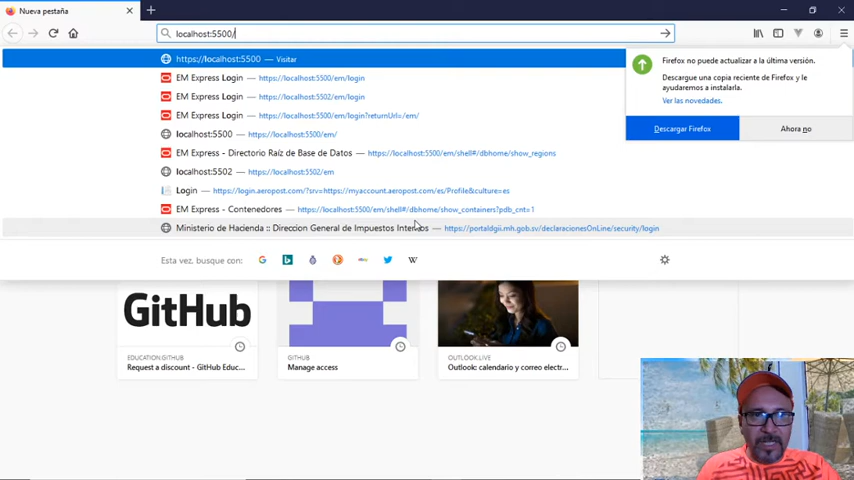 Nueva pestaña
localhost:5500/
https://localhost:5500 — Visitar
EM Express Login — https://localhost:5500/em/login
EM Express Login — https://localhost:5502/em/login
EM Express Login — https://localhost:5500/em/login?returnUrl=/em/
localhost:5500 — https://localhost:5500/em/
EM Express - Directorio Raíz de Base de Datos — https://localhost:5500/em/shell#/dbhome/show_regions
localhost:5502 — https://localhost:5502/em
Login — https://login.aeropost.com/?srv=https://myaccount.aeropost.com/es/Profile&culture=es
EM Express - Contenedores — https://localhost:5500/em/shell#/dbhome/show_containers?pdb_cnt=1
Ministerio de Hacienda :: Direccion General de Impuestos Internos — https://portaldgii.mh.gob.sv/declaracionesOnLine/security/login
Esta vez, busque con:
Firefox no puede actualizar a la última versión.
Descargue una copia reciente de Firefox y le
ayudaremos a instalarla.
Ver las novedades.
Descargar Firefox
Ahora no
GitHub
EDUCATION.GITHUB
Request a discount - GitHub Educ...
GITHUB
Manage access
OUTLOOK.LIVE
Outlook: calendario y correo electr...